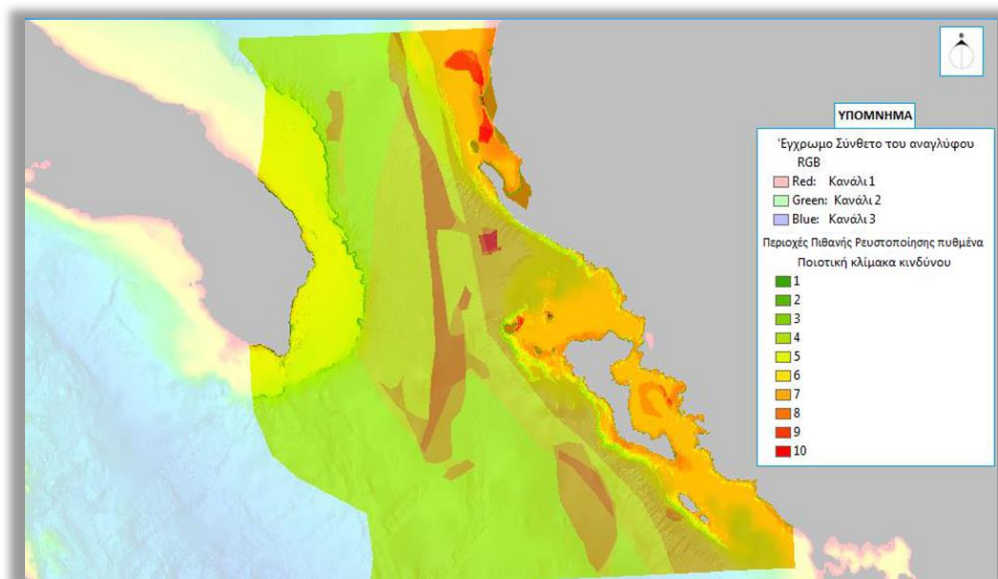 ΥΠΟΜΝΗΜΑ
Έγχρωμο Σύνθετο του αναγλύφου
RGB
Red: Κανάλι 1
Green: Κανάλι 2
Blue: Κανάλι 3
Περιοχές Πιθανής Ρευστοποίησης πυθμένα
Ποιοτική κλίμακα κινδύνου
1
2
3
4
5
6
7
8
9
10